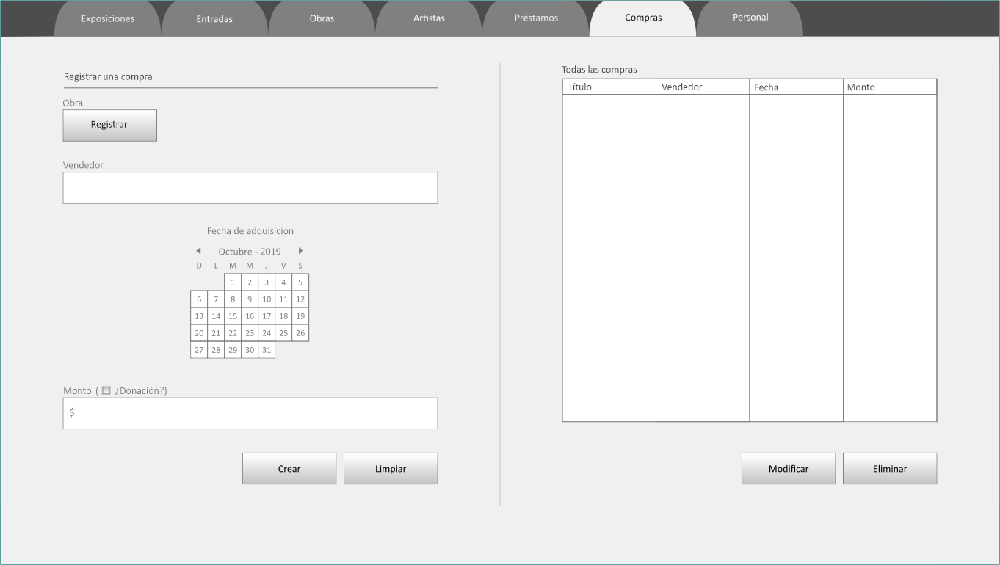 Exposiciones Entradas Obras Artistas Préstamos Compras Personal
Registrar una compra
Obra
Registrar
Vendedor
Fecha de adquisición
Octubre - 2019
D L M M J V S
1 2 3 4 5
6 7 8 9 10 11 12
13 14 15 16 17 18 19
20 21 22 23 24 25 26
27 28 29 30 31
Monto ( ¿Donación?)
$
Crear Limpiar
Todas las compras
Título Vendedor Fecha Monto
Modificar Eliminar